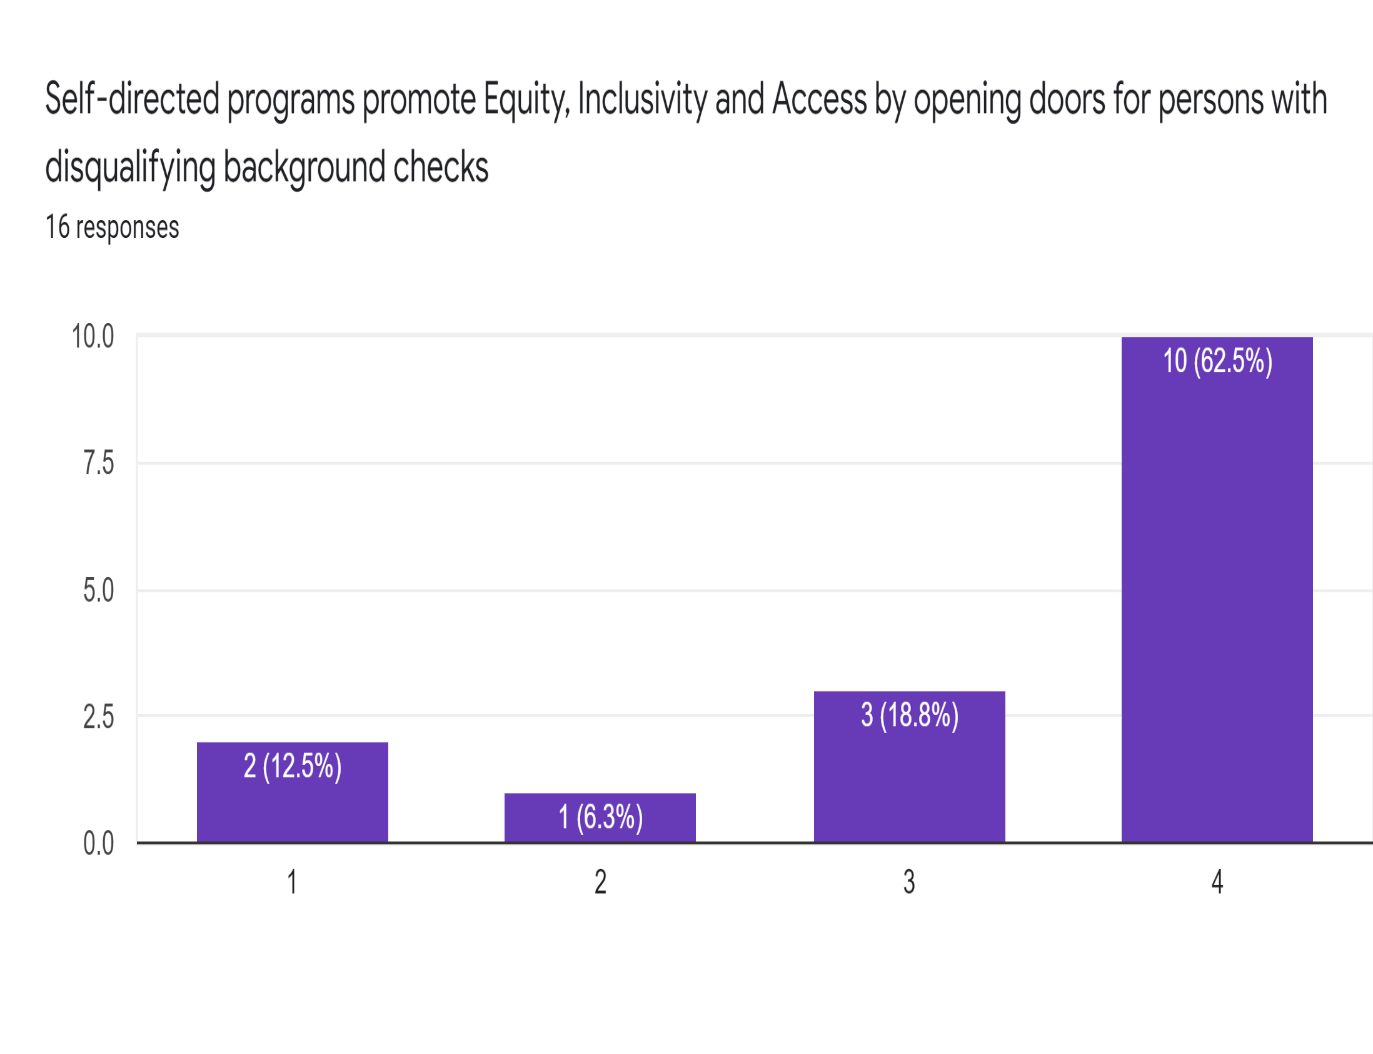 Self-directed programs promote Equity, Inclusivity and Access by opening doors for persons with
disqualifying background checks
16 responses
10.0
10 (62.5%)
7.5
5.0
2.5
3 (18.8%)
2 (12.5%)
1 (6.3%)
0.0
1 2 3 4